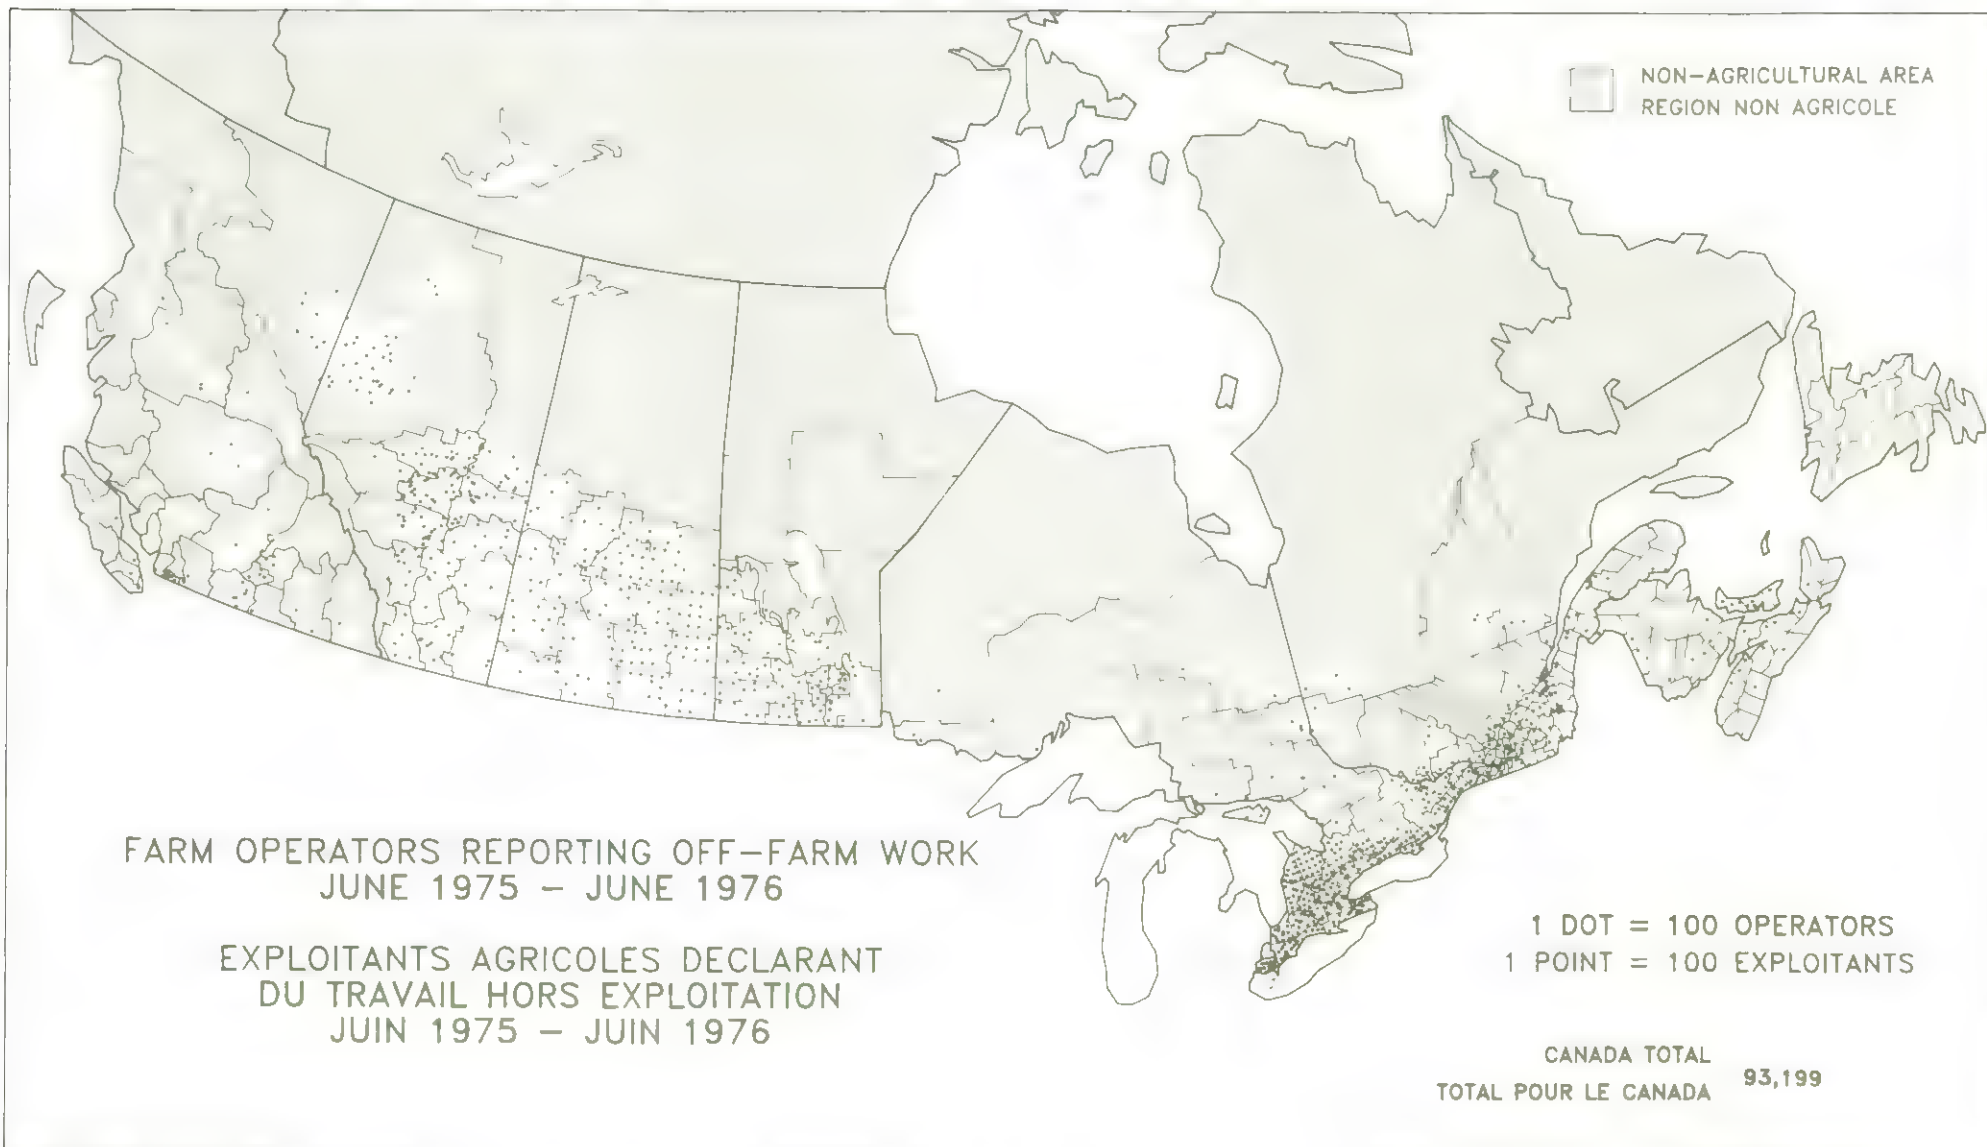 NON-AGRICULTURAL AREA
REGION NON AGRICOLE
FARM OPERATORS REPORTING OFF-FARM WORK
JUNE 1975 - JUNE 1976
EXPLOITANTS AGRICOLES DECLARANT
DU TRAVAIL HORS EXPLOITATION
JUIN 1975 - JUIN 1976
1 DOT = 100 OPERATORS
1 POINT = 100 EXPLOITANTS
CANADA TOTAL
TOTAL POUR LE CANADA 93,199